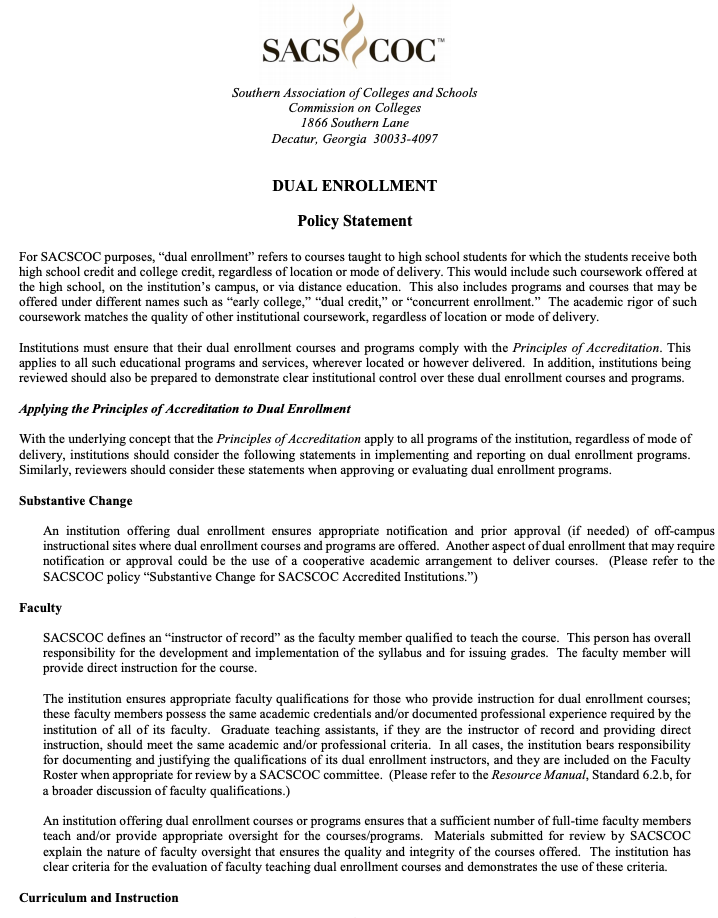 SACS COC™
Southern Association of Colleges and Schools
Commission on Colleges
1866 Southern Lane
Decatur, Georgia 30033-4097
DUAL ENROLLMENT
Policy Statement
For SACSCOC purposes, “dual enrollment” refers to courses taught to high school students for which the students receive both
high school credit and college credit, regardless of location or mode of delivery. This would include such coursework offered at
the high school, on the institution’s campus, or via distance education. This also includes programs and courses that may be
offered under different names such as “early college,” “dual credit,” or “concurrent enrollment.” The academic rigor of such
coursework matches the quality of other institutional coursework, regardless of location or mode of delivery.
Institutions must ensure that their dual enrollment courses and programs comply with the Principles of Accreditation. This
applies to all such educational programs and services, wherever located or however delivered. In addition, institutions being
reviewed should also be prepared to demonstrate clear institutional control over these dual enrollment courses and programs.
Applying the Principles of Accreditation to Dual Enrollment
With the underlying concept that the Principles of Accreditation apply to all programs of the institution, regardless of mode of
delivery, institutions should consider the following statements in implementing and reporting on dual enrollment programs.
Similarly, reviewers should consider these statements when approving or evaluating dual enrollment programs.
Substantive Change
An institution offering dual enrollment ensures appropriate notification and prior approval (if needed) of off-campus
instructional sites where dual enrollment courses and programs are offered. Another aspect of dual enrollment that may require
notification or approval could be the use of a cooperative academic arrangement to deliver courses. (Please refer to the
SACSCOC policy “Substantive Change for SACSCOC Accredited Institutions.”)
Faculty
SACSCOC defines an “instructor of record” as the faculty member qualified to teach the course. This person has overall
responsibility for the development and implementation of the syllabus and for issuing grades. The faculty member will
provide direct instruction for the course.
The institution ensures appropriate faculty qualifications for those who provide instruction for dual enrollment courses;
these faculty members possess the same academic credentials and/or documented professional experience required by the
institution of all of its faculty. Graduate teaching assistants, if they are the instructor of record and providing direct
instruction, should meet the same academic and/or professional criteria. In all cases, the institution bears responsibility
for documenting and justifying the qualifications of its dual enrollment instructors, and they are included on the Faculty
Roster when appropriate for review by a SACSCOC committee. (Please refer to the Resource Manual, Standard 6.2.b, for
a broader discussion of faculty qualifications.)
An institution offering dual enrollment courses or programs ensures that a sufficient number of full-time faculty members
teach and/or provide appropriate oversight for the courses/programs. Materials submitted for review by SACSCOC
explain the nature of faculty oversight that ensures the quality and integrity of the courses offered. The institution has
clear criteria for the evaluation of faculty teaching dual enrollment courses and demonstrates the use of these criteria.
Curriculum and Instruction